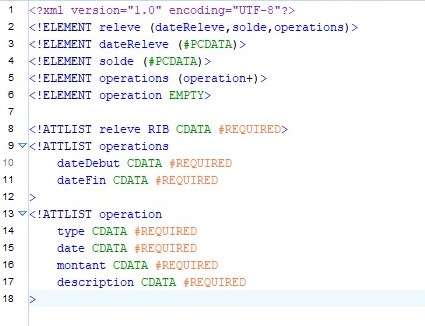 1 <?xml version="1.0" encoding="UTF-8"?>
2 <!ELEMENT releve (dateReleve,solde,operations)>
3 <!ELEMENT dateReleve (#PCDATA)>
4 <!ELEMENT solde (#PCDATA)>
5 <!ELEMENT operations (operation+)>
6 <!ELEMENT operation EMPTY>
7
8 <!ATTLIST releve RIB CDATA #REQUIRED>
9 <!ATTLIST operations
10 dateDebut CDATA #REQUIRED
11 dateFin CDATA #REQUIRED
12 >
13 <!ATTLIST operation
14 type CDATA #REQUIRED
15 date CDATA #REQUIRED
16 montant CDATA #REQUIRED
17 description CDATA #REQUIRED
18 >